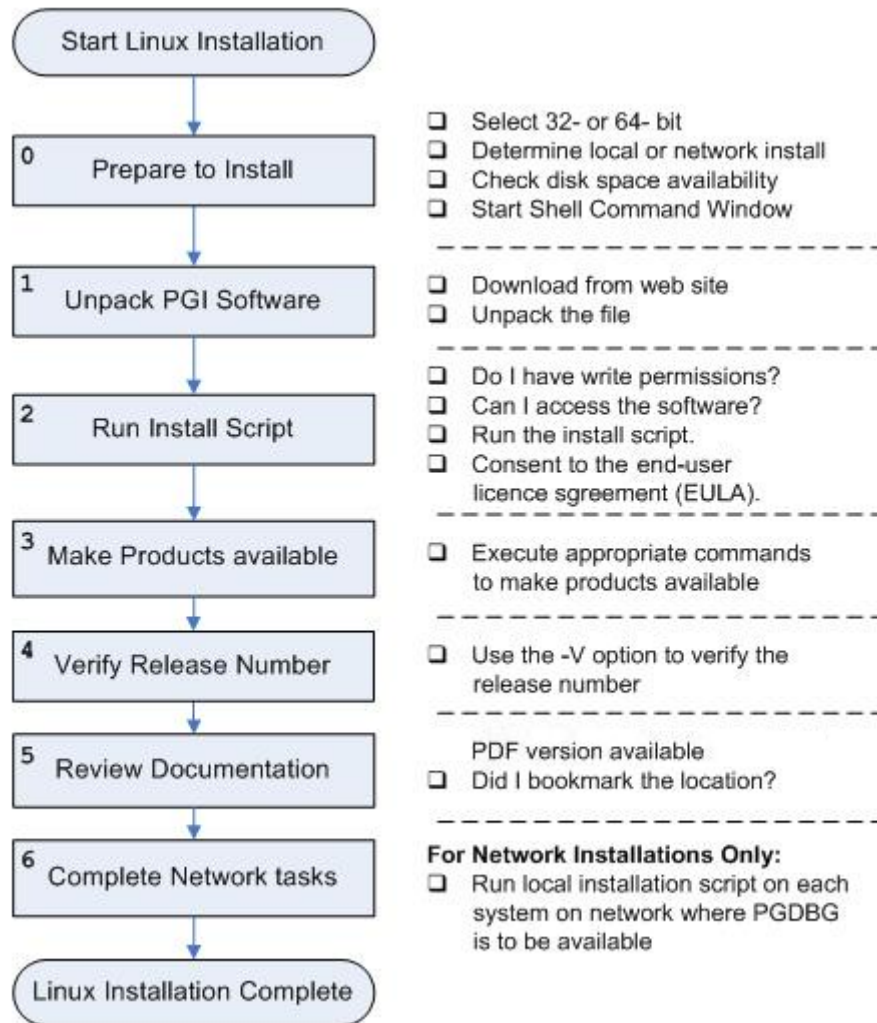 Start Linux Installation
0
Prepare to Install
❑ Select 32- or 64- bit
❑ Determine local or network install
❑ Check disk space availability
❑ Start Shell Command Window
1
Unpack PGI Software
❑ Download from web site
❑ Unpack the file
2
Run Install Script
❑ Do I have write permissions?
❑ Can I access the software?
❑ Run the install script.
❑ Consent to the end-user
licence sgreement (EULA).
3
Make Products available
❑ Execute appropriate commands
to make products available
4
Verify Release Number
❑ Use the -V option to verify the
release number
5
Review Documentation
PDF version available
❑ Did I bookmark the location?
6
Complete Network tasks
For Network Installations Only:
❑ Run local installation script on each
system on network where PGDBG
is to be available
Linux Installation Complete